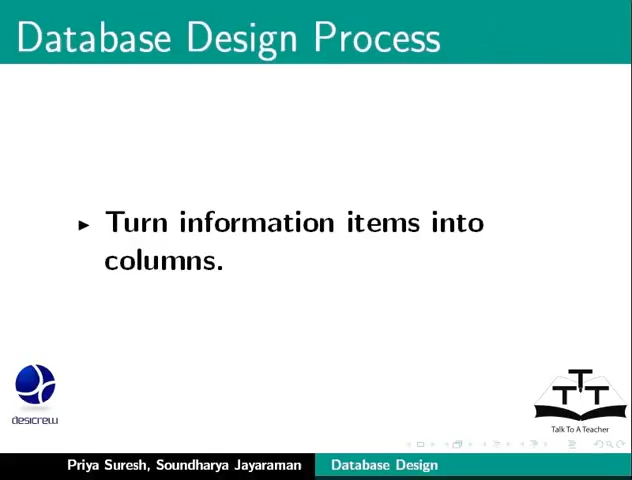 Database Design Process
Turn information items into
columns.
desicrew
T
T T
Talk To A Teacher
Priya Suresh, Soundharya Jayaraman
Database Design